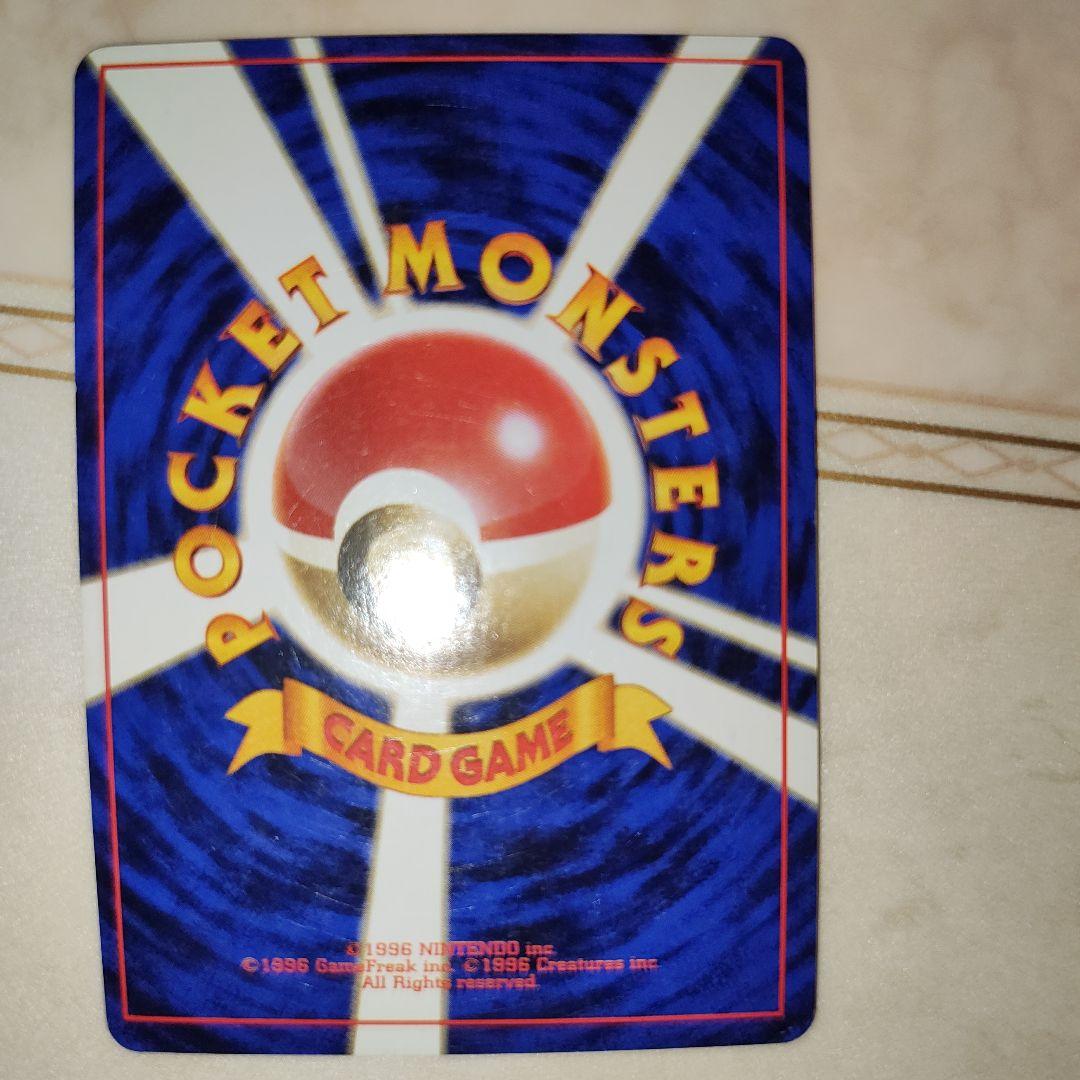 POCKET MONSTERS
CARD GAME
©1996 NINTENDO inc.
©1996 GameFreak inc. ©1996 Creatures inc.
All Rights reserved.